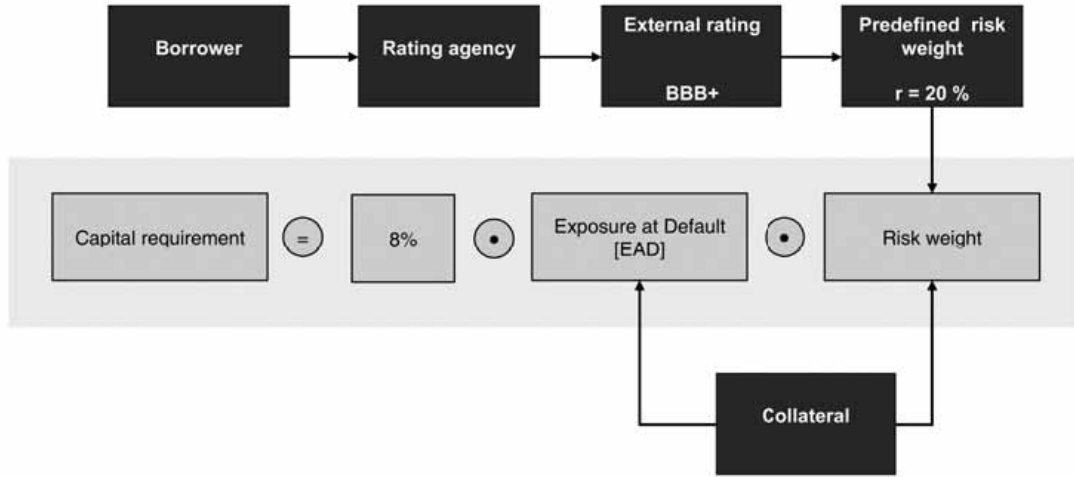 Borrower
Rating agency
External rating
BBB+
Predefined risk
weight
r = 20 %
Capital requirement
=
8%
•
Exposure at Default
[EAD]
•
Risk weight
Collateral